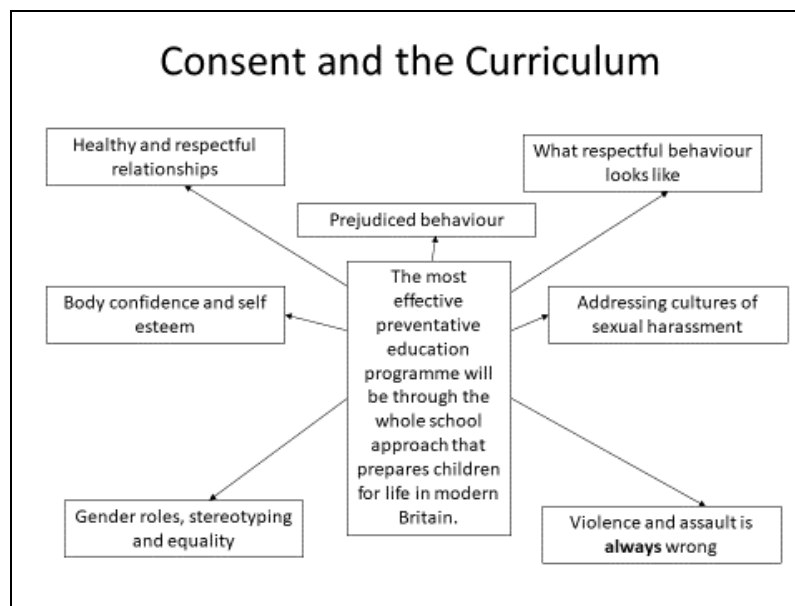 Consent and the Curriculum
Healthy and respectful
relationships
What respectful behaviour
looks like
Prejudiced behaviour
The most
effective
preventative
education
programme will
be through the
whole school
approach that
prepares children
for life in modern
Britain.
Body confidence and self
esteem
Addressing cultures of
sexual harassment
Gender roles, stereotyping
and equality
Violence and assault is
always wrong